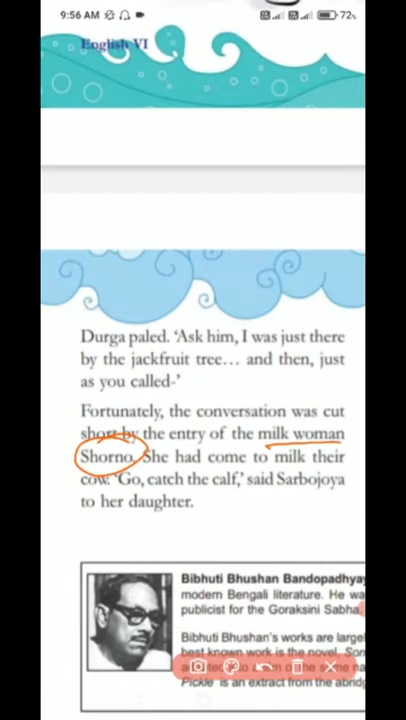 9:56 AM
72%
English VI
Durga paled. 'Ask him, I was just there
by the jackfruit tree... and then, just
as you called-'
Fortunately, the conversation was cut
short by the entry of the milk woman
Shorno. She had come to milk their
cow. 'Go, catch the calf,' said Sarbojoya
to her daughter.
Bibhuti Bhushan Bandopadhyay
modern Bengali literature. He wa
publicist for the Goraksini Sabha.
Bibhuti Bhushan's works are largel
best known work is the novel, Son
Pickle is an extract from the abridg